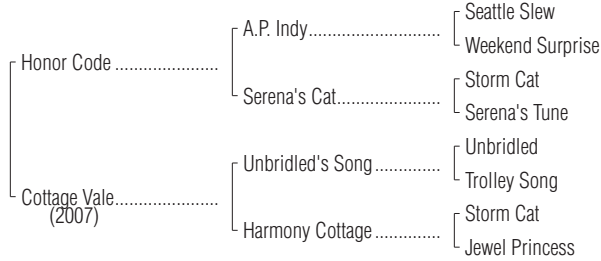 Seattle Slew
A.P. Indy..............................
Weekend Surprise
Honor Code .......................
Storm Cat
Serena's Cat.......................
Serena's Tune
Unbridled
Unbridled's Song ...............
Trolley Song
Cottage Vale.......................
(2007)
Storm Cat
Harmony Cottage ...............
Jewel Princess